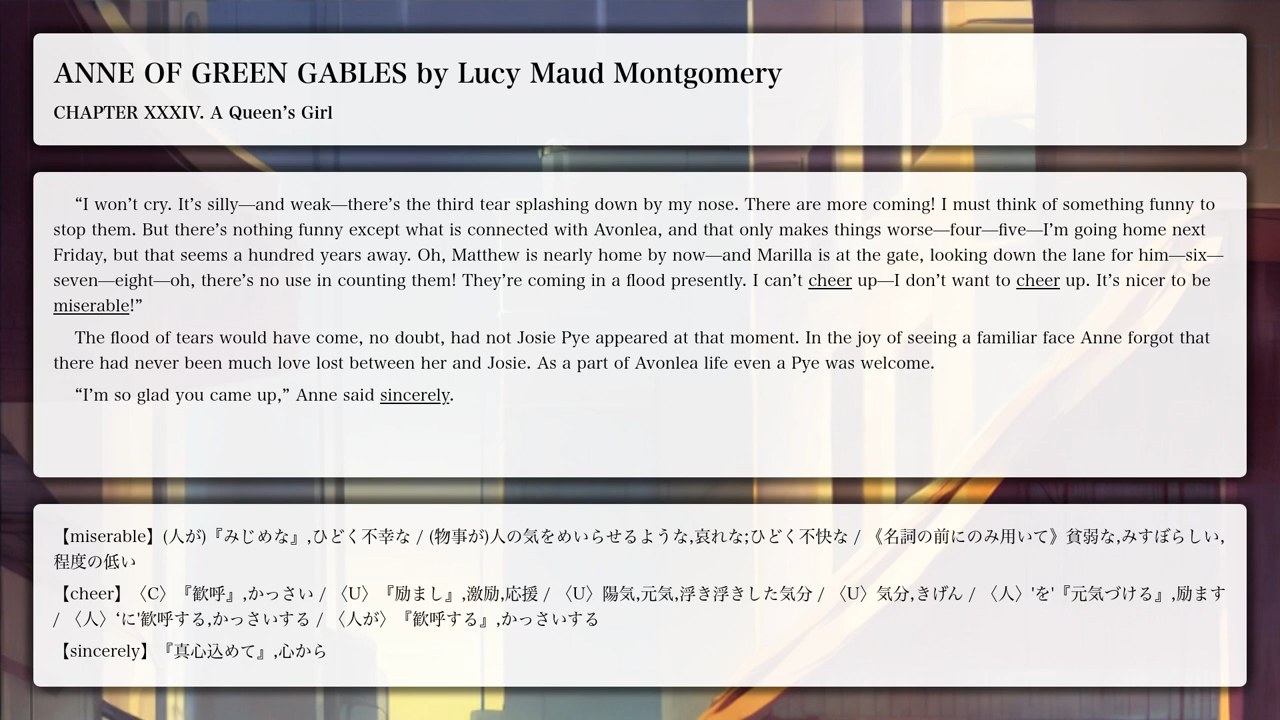 ANNE OF GREEN GABLES by Lucy Maud Montgomery
CHAPTER XXXIV. A Queen’s Girl
“I won’t cry. It’s silly—and weak—there’s the third tear splashing down by my nose. There are more coming! I must think of something funny to
stop them. But there’s nothing funny except what is connected with Avonlea, and that only makes things worse—four—five—I’m going home next
Friday, but that seems a hundred years away. Oh, Matthew is nearly home by now—and Marilla is at the gate, looking down the lane for him—six—
seven—eight—oh, there’s no use in counting them! They’re coming in a flood presently. I can’t cheer up—I don’t want to cheer up. It’s nicer to be
miserable!”
The flood of tears would have come, no doubt, had not Josie Pye appeared at that moment. In the joy of seeing a familiar face Anne forgot that
there had never been much love lost between her and Josie. As a part of Avonlea life even a Pye was welcome.
“I’m so glad you came up,” Anne said sincerely.
【miserable】(人が)『みじめな』,ひどく不幸な / (物事が)人の気をめいらせるような,哀れな;ひどく不快な / 《名詞の前にのみ用いて》貧弱な,みすぼらしい,
程度の低い
【cheer】〈C〉『歓呼』,かっさい / 〈U〉『励まし』,激励,応援 / 〈U〉陽気,元気,浮き浮きした気分 / 〈U〉気分,きげん / 〈人〉'を'『元気づける』,励ます
/ 〈人〉‘に’歓呼する,かっさいする / 〈人が〉『歓呼する』,かっさいする
【sincerely】『真心込めて』,心から